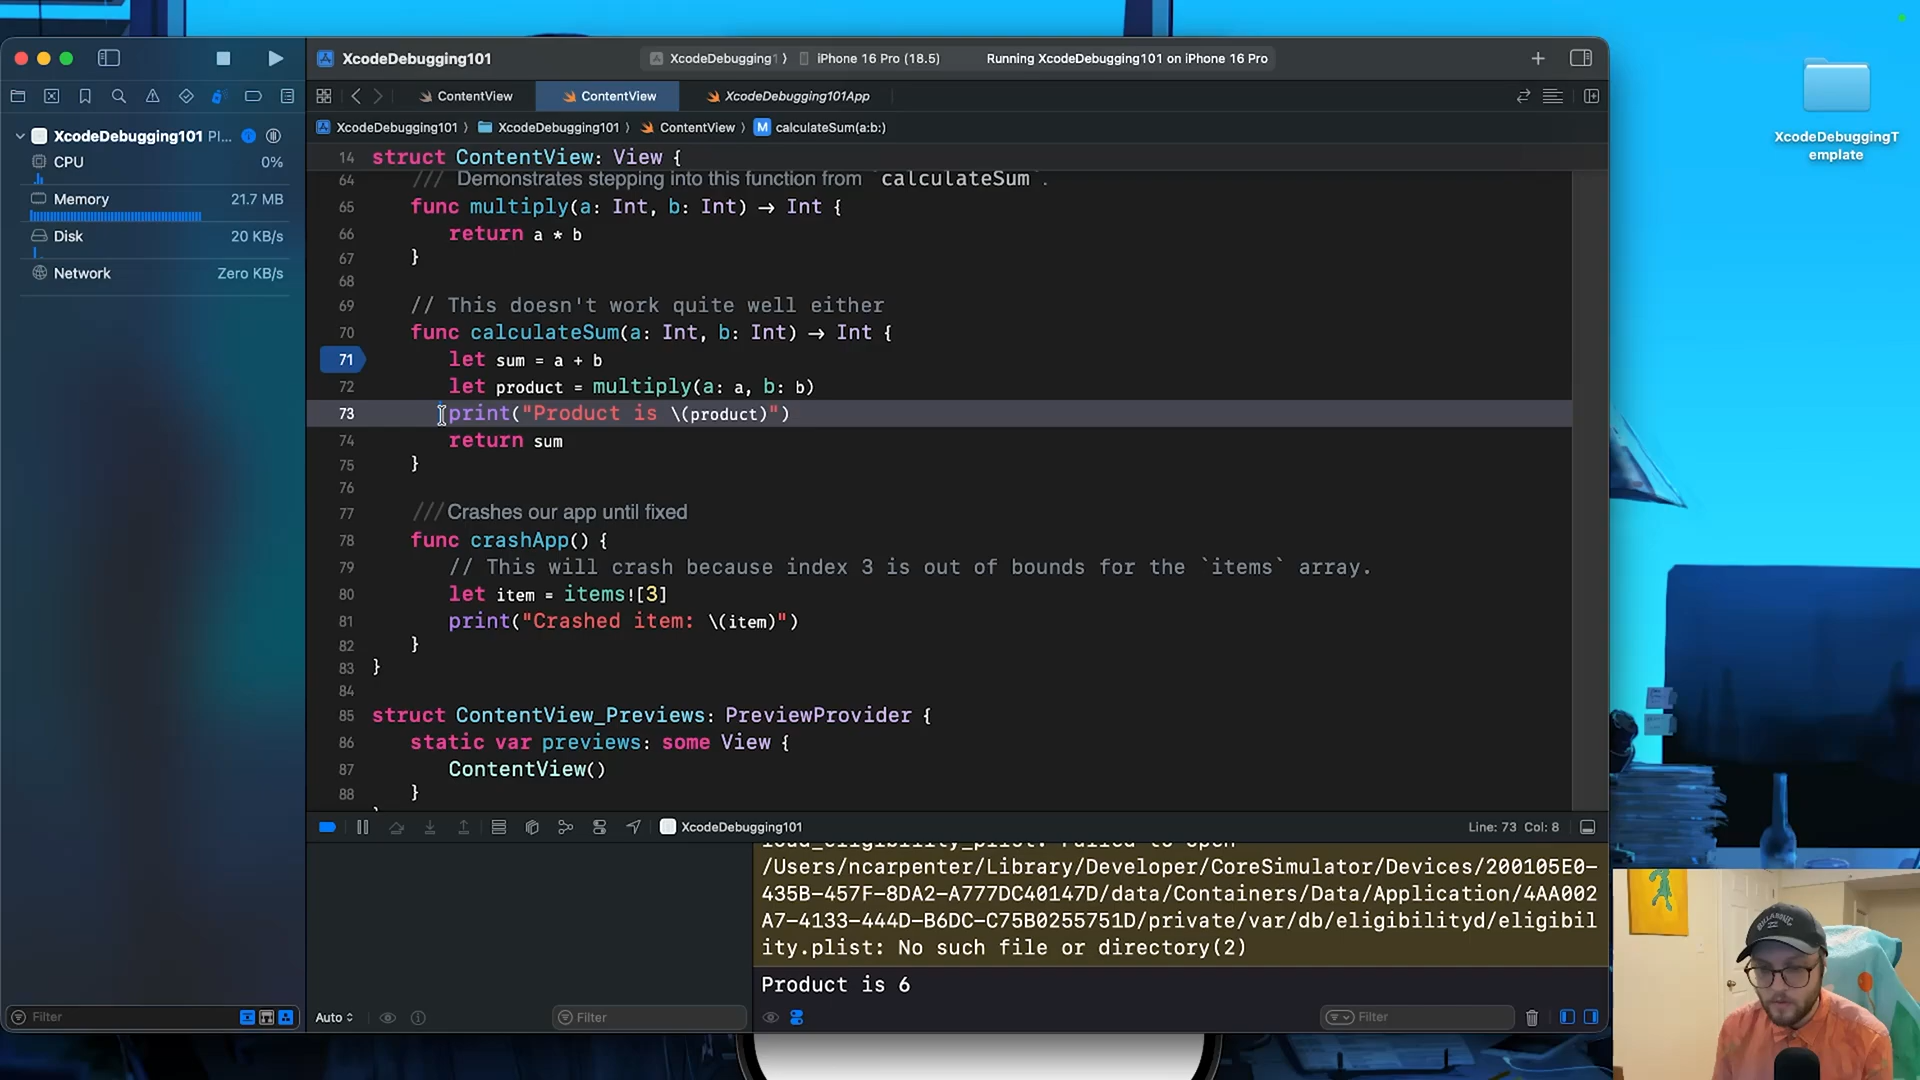 XcodeDebugging101
XcodeDebugging1 〉 iPhone 16 Pro (18.5)
Running XcodeDebugging101 on iPhone 16 Pro
ContentView
ContentView
XcodeDebugging101App
XcodeDebugging101 〉 XcodeDebugging101 〉 ContentView 〉 M calculateSum(a:b:)
XcodeDebugging101 PI...
CPU 0%
Memory 21.7 MB
Disk 20 KB/s
Network Zero KB/s
Filter
14 struct ContentView: View {
64 /// Demonstrates stepping into this function from `calculateSum`.
65 func multiply(a: Int, b: Int) -> Int {
66 return a * b
67 }
68
69 // This doesn't work quite well either
70 func calculateSum(a: Int, b: Int) -> Int {
71 let sum = a + b
72 let product = multiply(a: a, b: b)
73 print("Product is \(product)")
74 return sum
75 }
76
77 /// Crashes our app until fixed
78 func crashApp() {
79 // This will crash because index 3 is out of bounds for the `items` array.
80 let item = items![3]
81 print("Crashed item: \(item)")
82 }
83 }
84
85 struct ContentView_Previews: PreviewProvider {
86 static var previews: some View {
87 ContentView()
88 }
XcodeDebugging101
Line: 73 Col: 8
load_eligibility_plist: Failed to open
/Users/ncarpenter/Library/Developer/CoreSimulator/Devices/200105E0-
435B-457F-8DA2-A777DC40147D/data/Containers/Data/Application/4AA002
A7-4133-444D-B6DC-C75B0255751D/private/var/db/eligibilityd/eligibil
ity.plist: No such file or directory(2)
Product is 6
Auto
Filter
Filter
XcodeDebuggingT
emplate
BILLABONG